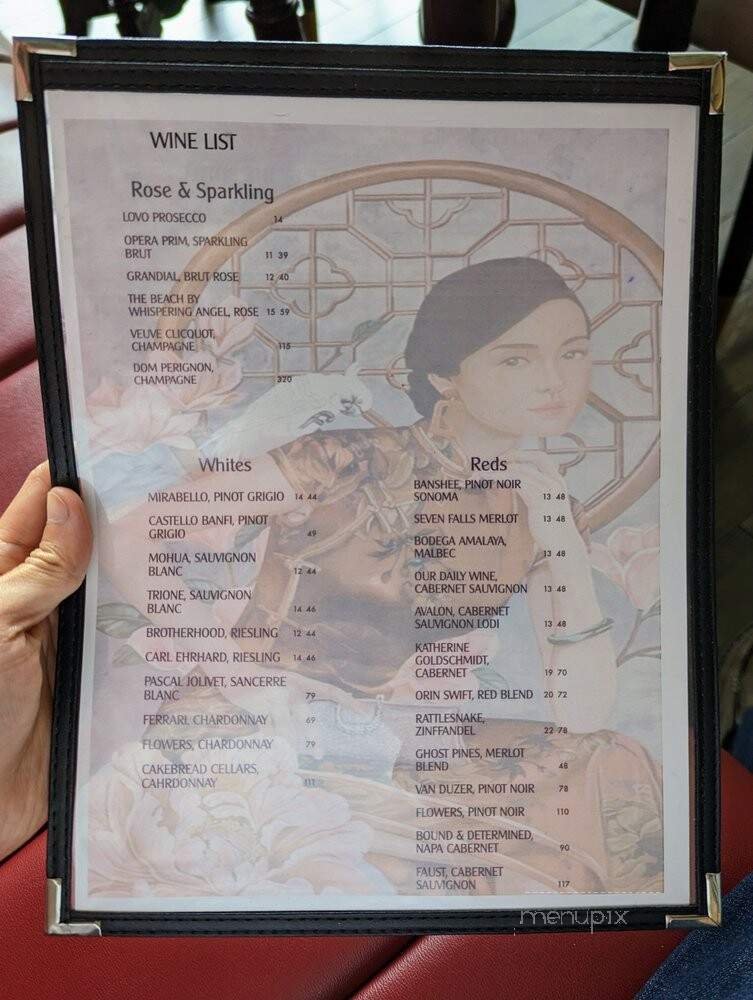 WINE LIST
Rose & Sparkling
LOVO PROSECCO 14
OPERA PRIM, SPARKLING
BRUT 11 39
GRANDIAL, BRUT ROSE 12 40
THE BEACH BY
WHISPERING ANGEL, ROSE 15 59
VEUVE CLICQUOT,
CHAMPAGNE 115
DOM PERIGNON,
CHAMPAGNE 320
Whites
MIRABELLO, PINOT GRIGIO 14 44
CASTELLO BANFI, PINOT
GRIGIO 49
MOHUA, SAUVIGNON
BLANC 12 44
TRIONE, SAUVIGNON
BLANC 14 46
BROTHERHOOD, RIESLING 12 44
CARL EHRHARD, RIESLING 14 46
PASCAL JOLIVET, SANCERRE
BLANC 79
FERRARI, CHARDONNAY 69
FLOWERS, CHARDONNAY 79
CAKEBREAD CELLARS,
CAHRDONNAY 111
Reds
BANSHEE, PINOT NOIR
SONOMA 13 48
SEVEN FALLS MERLOT 13 48
BODEGA AMALAYA,
MALBEC 13 48
OUR DAILY WINE,
CABERNET SAUVIGNON 13 48
AVALON, CABERNET
SAUVIGNON LODI 13 48
KATHERINE
GOLDSCHMIDT,
CABERNET 19 70
ORIN SWIFT, RED BLEND 20 72
RATTLESNAKE,
ZINFFANDEL 22 78
GHOST PINES, MERLOT
BLEND 48
VAN DUZER, PINOT NOIR 78
FLOWERS, PINOT NOIR 110
BOUND & DETERMINED,
NAPA CABERNET 90
FAUST, CABERNET
SAUVIGNON 117
menupix